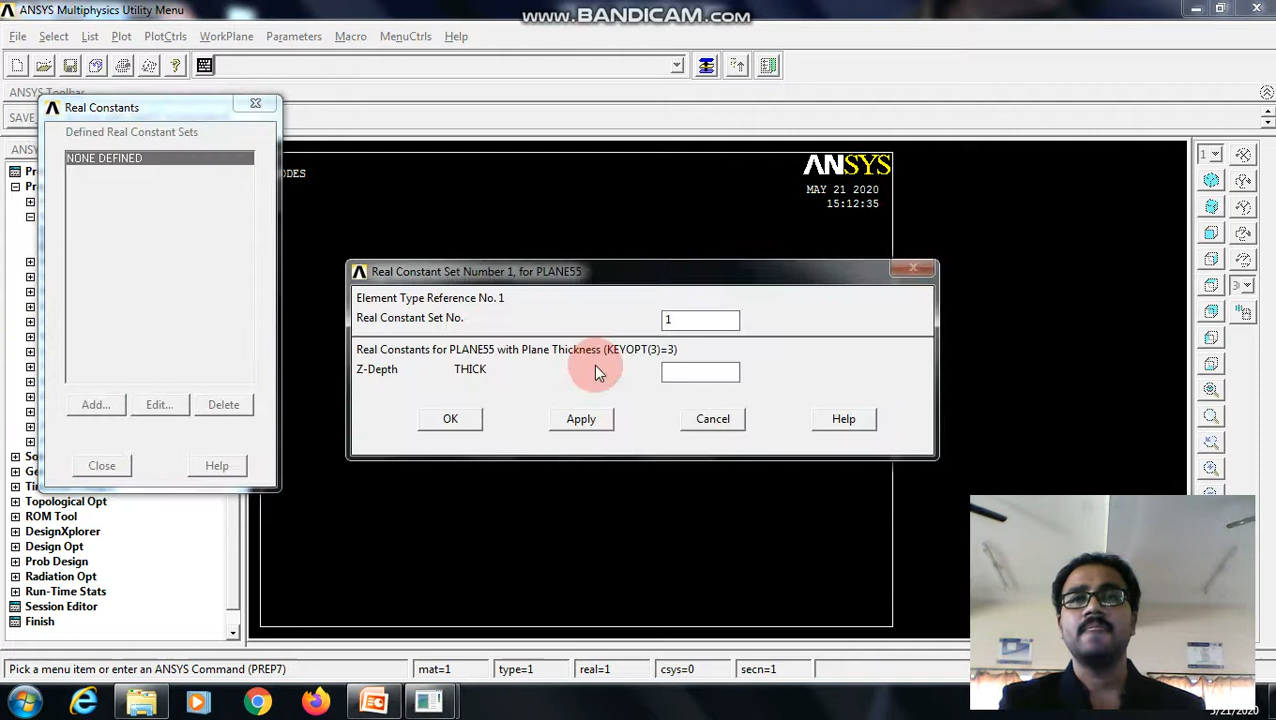 ANSYS Multiphysics Utility Menu
www.BANDICAM.com
File Select List Plot PlotCtrls WorkPlane Parameters Macro MenuCtrls Help
ANSYS Toolbar
SAVE
Real Constants
Defined Real Constant Sets
NONE DEFINED
Add... Edit... Delete
Close Help
ODES
ANSYS
MAY 21 2020
15:12:35
1
Real Constant Set Number 1, for PLANE55
Element Type Reference No. 1
Real Constant Set No. 1
Real Constants for PLANE55 with Plane Thickness (KEYOPT(3)=3)
Z-Depth THICK
OK Apply Cancel Help
Topological Opt
ROM Tool
DesignXplorer
Design Opt
Prob Design
Radiation Opt
Run-Time Stats
Session Editor
Finish
Pick a menu item or enter an ANSYS Command (PREP7) mat=1 type=1 real=1 csys=0 secn=1